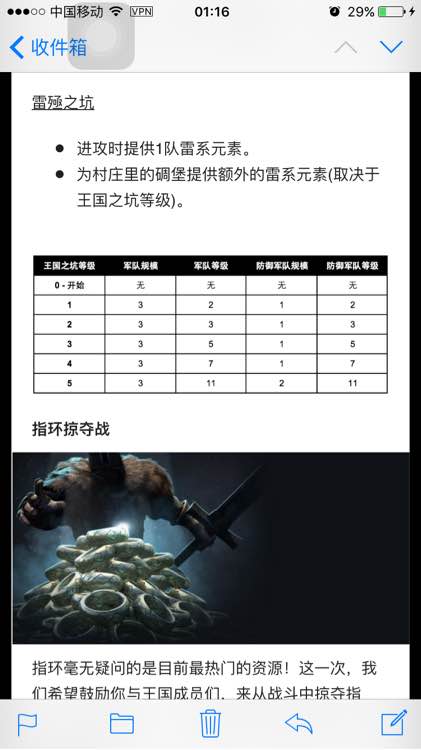 中国移动 VPN 01:16 29%
收件箱
雷殛之坑
● 进攻时提供1队雷系元素。
● 为村庄里的碉堡提供额外的雷系元素(取决于
王国之坑等级)。
王国之坑等级 军队规模 军队等级 防御军队规模 防御军队等级
0 - 开始 无 无 无 无
1 3 2 1 2
2 3 3 1 3
3 3 5 1 5
4 3 7 1 7
5 3 11 2 11
指环掠夺战
指环毫无疑问的是目前最热门的资源！这一次，我
们希望鼓励你与王国成员们，来从战斗中掠夺指